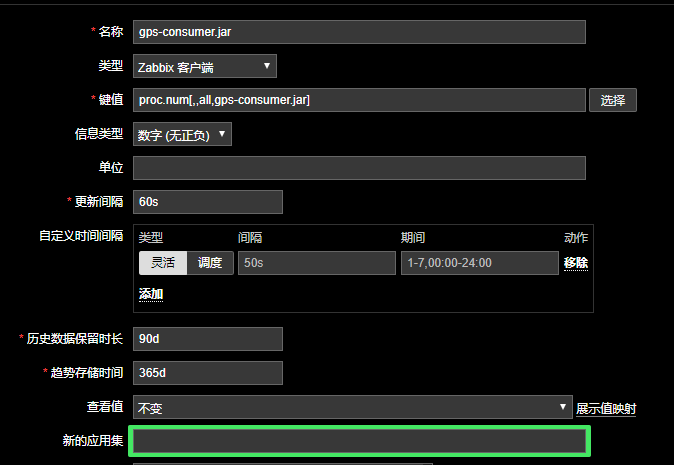 * 名称 gps-consumer.jar
类型 Zabbix 客户端
* 键值 proc.num[,,all,gps-consumer.jar] 选择
信息类型 数字 (无正负)
单位
* 更新间隔 60s
自定义时间间隔 类型 间隔 期间 动作
灵活 调度 50s 1-7,00:00-24:00 移除
添加
* 历史数据保留时长 90d
* 趋势存储时间 365d
查看值 不变 展示值映射
新的应用集